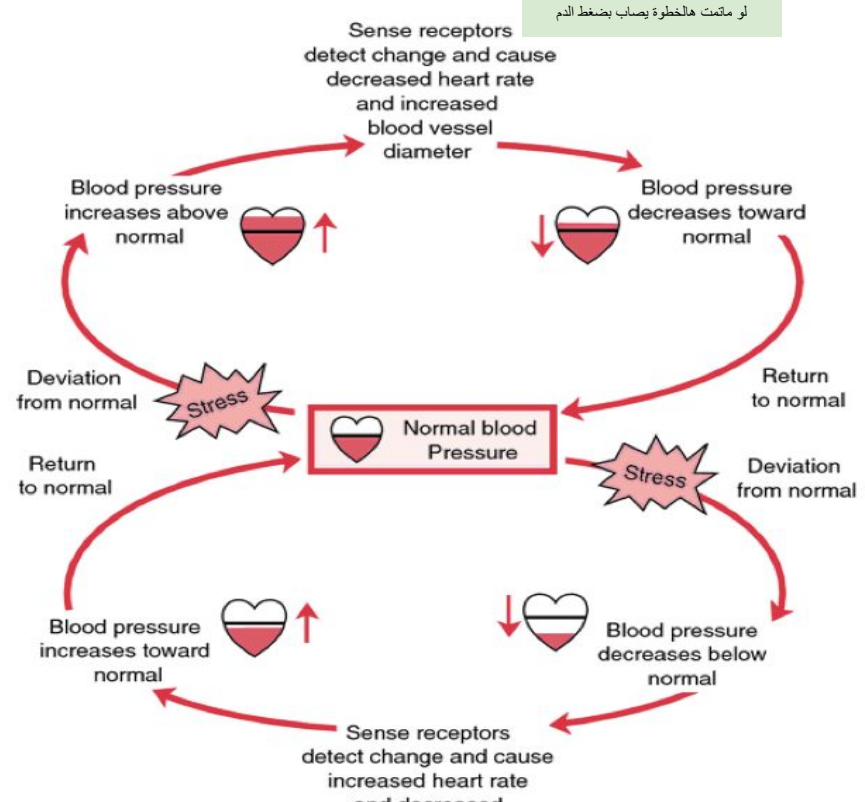 لو ماتمت هالخطوة يصاب بضغط الدم
Sense receptors
detect change and cause
decreased heart rate
and increased
blood vessel
diameter
Blood pressure
increases above
normal
Blood pressure
decreases toward
normal
Deviation
from normal
Stress
Return
to normal
Normal blood
Pressure
Return
to normal
Stress
Deviation
from normal
Blood pressure
increases toward
normal
Blood pressure
decreases below
normal
Sense receptors
detect change and cause
increased heart rate
and decreased